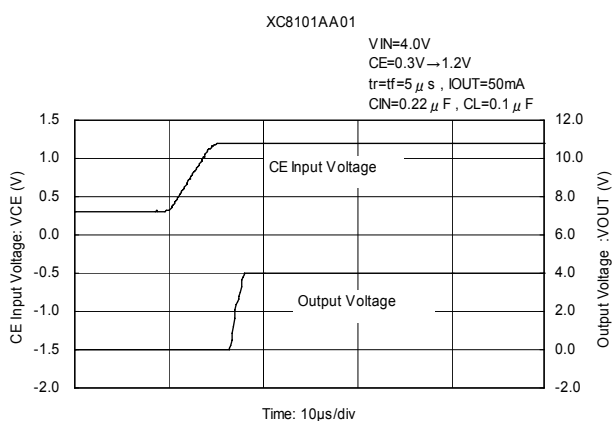 XC8101AA01
VIN=4.0V
CE=0.3V→1.2V
tr=tf=5μs , IOUT=50mA
CIN=0.22μF , CL=0.1μF
CE Input Voltage: VCE (V)
1.5
1.0
0.5
0.0
-0.5
-1.0
-1.5
-2.0
CE Input Voltage
Output Voltage
12.0
10.0
8.0
6.0
4.0
2.0
0.0
-2.0
Output Voltage :VOUT (V)
Time: 10μs/div